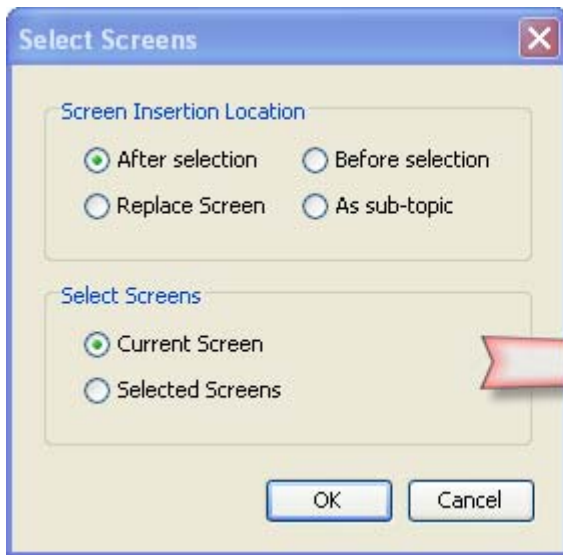 Select Screens
Screen Insertion Location
After selection Before selection
Replace Screen As sub-topic
Select Screens
Current Screen
Selected Screens
OK Cancel